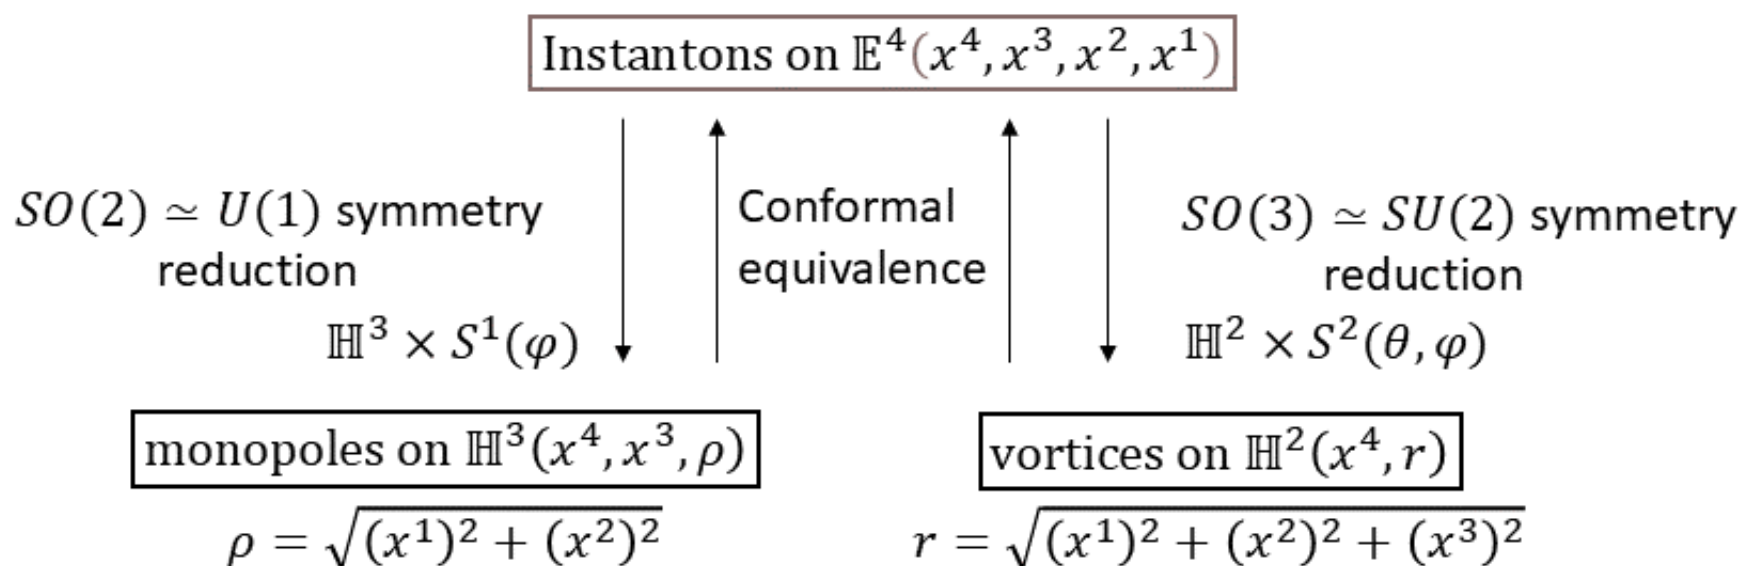 Instantons on 𝔼⁴(x⁴, x³, x², x¹)
SO(2) ≃ U(1) symmetry
reduction
ℍ³ × S¹(φ)
Conformal
equivalence
SO(3) ≃ SU(2) symmetry
reduction
ℍ² × S²(θ, φ)
monopoles on ℍ³(x⁴, x³, ρ)
ρ = √((x¹)² + (x²)²)
vortices on ℍ²(x⁴, r)
r = √((x¹)² + (x²)² + (x³)²)